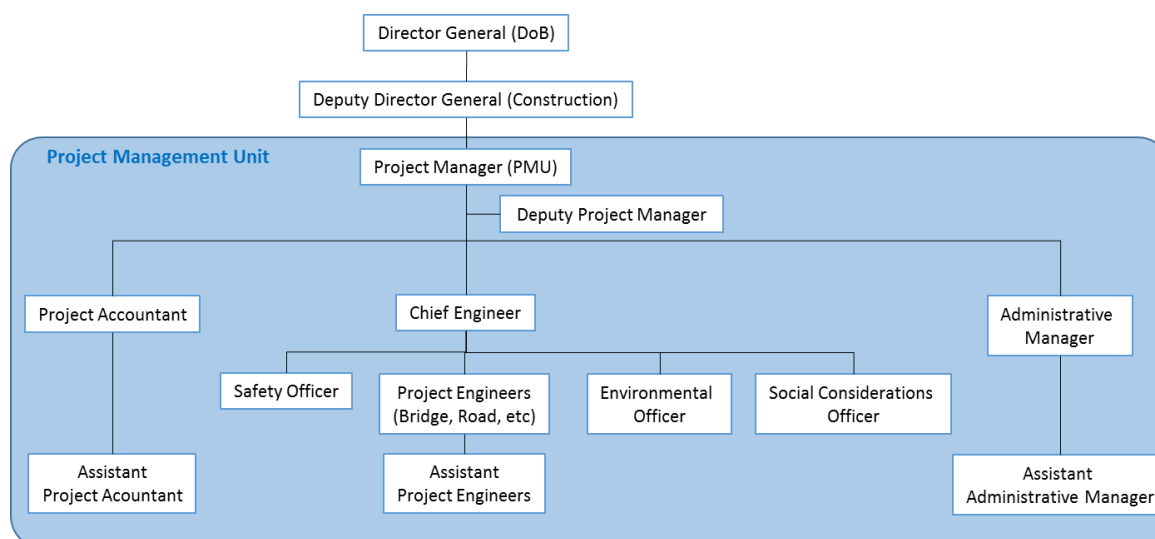 Director General (DoB)
Deputy Director General (Construction)
Project Management Unit
Project Manager (PMU)
Deputy Project Manager
Project Accountant
Chief Engineer
Administrative
Manager
Safety Officer
Project Engineers
(Bridge, Road, etc)
Environmental
Officer
Social Considerations
Officer
Assistant
Project Acountant
Assistant
Project Engineers
Assistant
Administrative Manager